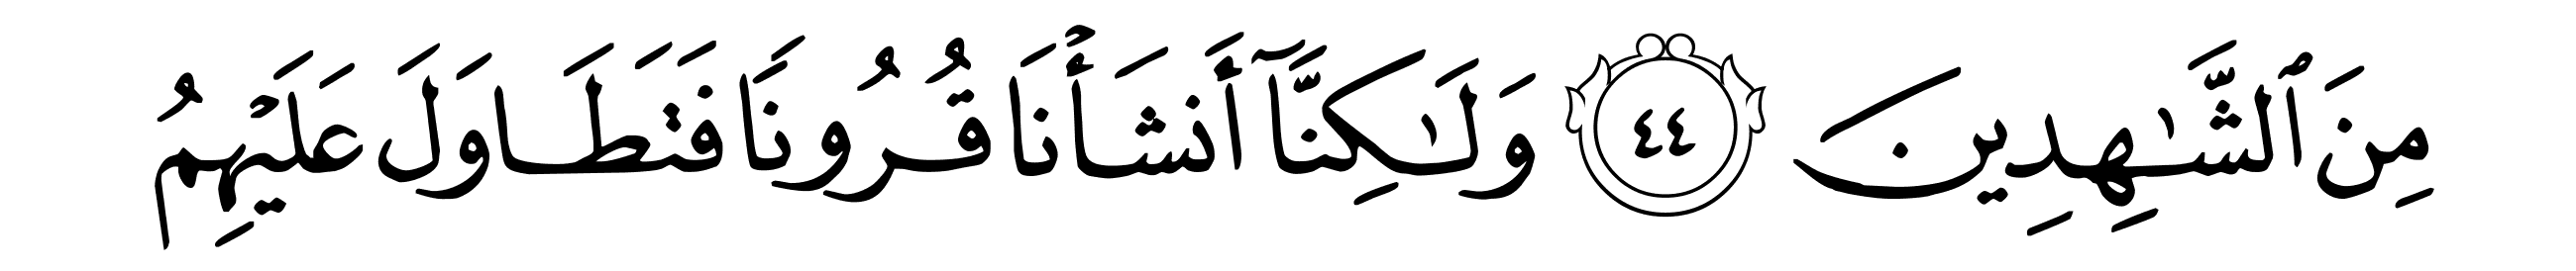 مِنَ ٱلشَّـٰهِدِينَ ٤٤ وَلَـٰكِنَّآ أَنشَأۡنَا قُرُونٗا فَتَطَاوَلَ عَلَيۡهِمُ